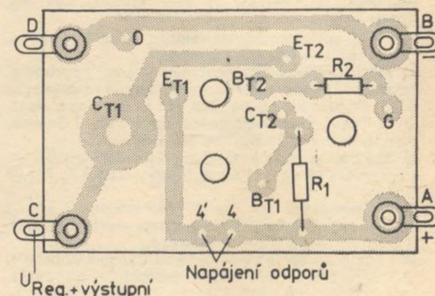 D
B
O
E T2
−
E T1
B T2
R2
C T1
C T2
G
R1
B T1
C
A
4'
4
+
Napájení odporů
U Reg.+výstupní